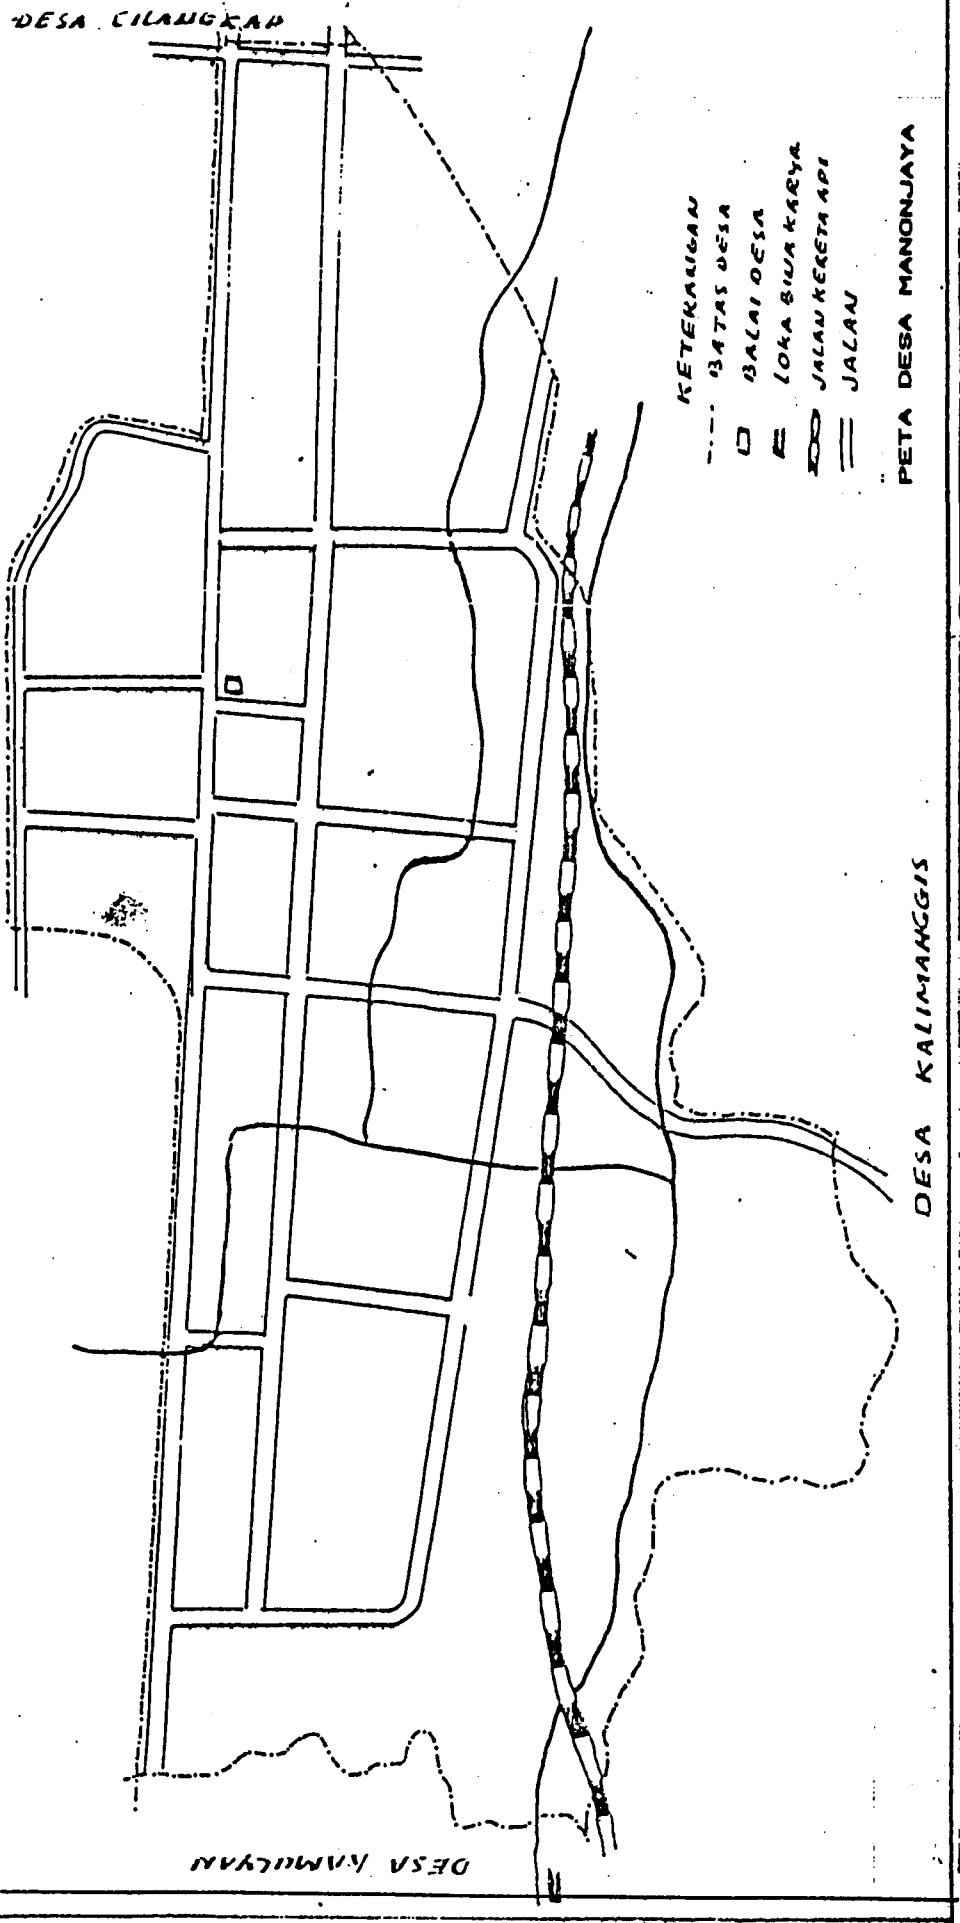 DESA CILANGKAP
KETERANGAN
BATAS DESA
BALAI DESA
LOKA BINA KARYA
JALAN KERETA API
JALAN
PETA DESA MANONJAYA
DESA KALIMANGGIS
DESA KAMULYAN